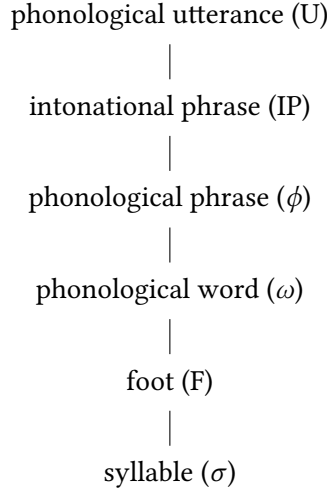 phonological utterance (U)
intonational phrase (IP)
phonological phrase (ϕ)
phonological word (ω)
foot (F)
syllable (σ)